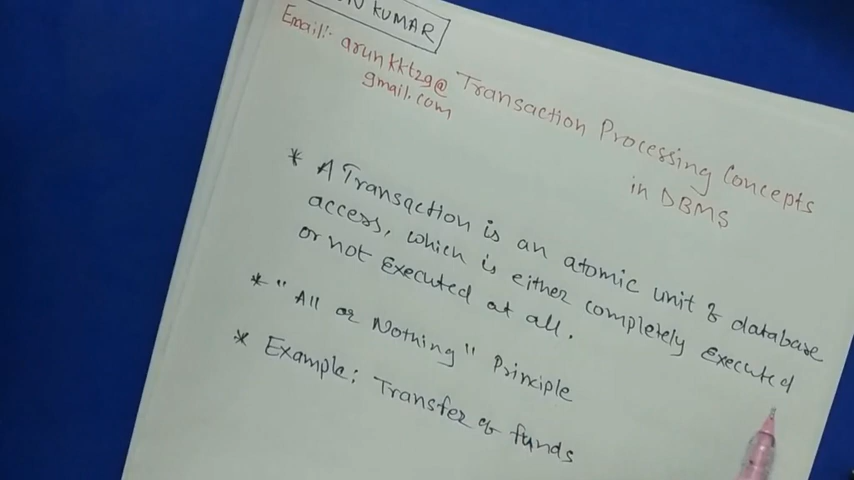 KUMAR
Email:- arunkkt29@
gmail.com
Transaction Processing Concepts
in DBMS
* A Transaction is an atomic unit of database
access, which is either completely executed
or not executed at all.
* "All or Nothing" Principle
* Example: Transfer of funds